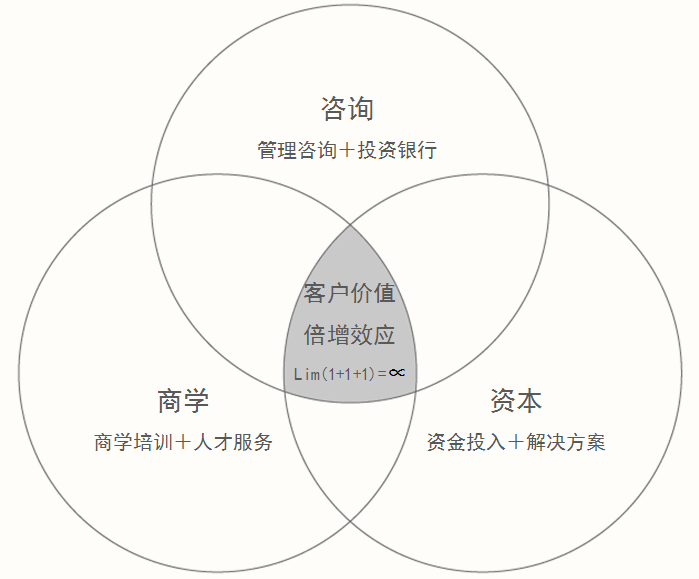 咨询
管理咨询＋投资银行
客户价值
倍增效应
Lim(1+1+1)=∝
商学
商学培训＋人才服务
资本
资金投入＋解决方案